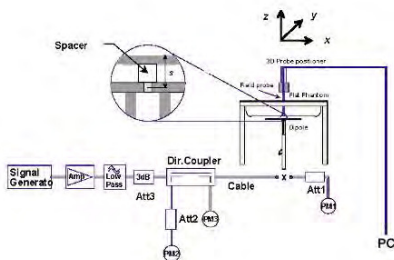 z
y
x
Spacer
s
3D Probe positioner
Field probe
Flat Phantom
Dipole
Signal
Generato
Amp
Low
Pass
3dB
Att3
Dir.Coupler
Cable
x
Att1
PM1
Att2
PM3
PM2
PC